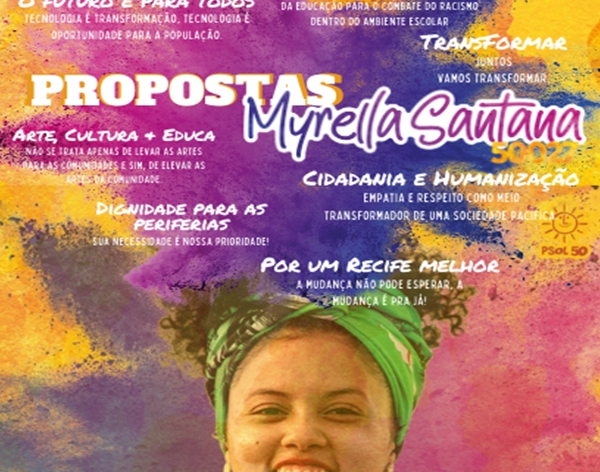 O FUTURO É PARA TODOS
TECNOLOGIA É TRANSFORMAÇÃO, TECNOLOGIA É
OPORTUNIDADE PARA A POPULAÇÃO.
DA EDUCAÇÃO PARA O COMBATE DO RACISMO
DENTRO DO AMBIENTE ESCOLAR
TRANSFORMAR
JUNTOS
VAMOS TRANSFORMAR
PROPOSTAS
Myrella Santana
50022
ARTE, CULTURA + EDUCA
NÃO SE TRATA APENAS DE LEVAR AS ARTES
PARA AS COMUNIDADES E SIM, DE ELEVAR AS
ARTES DA COMUNIDADE.
CIDADANIA E HUMANIZAÇÃO
EMPATIA E RESPEITO COMO MEIO
TRANSFORMADOR DE UMA SOCIEDADE PACÍFICA
DIGNIDADE PARA AS
PERIFERIAS
SUA NECESSIDADE É NOSSA PRIORIDADE!
PSOL 50
POR UM RECIFE MELHOR
A MUDANÇA NÃO PODE ESPERAR, A
MUDANÇA É PRA JÁ!